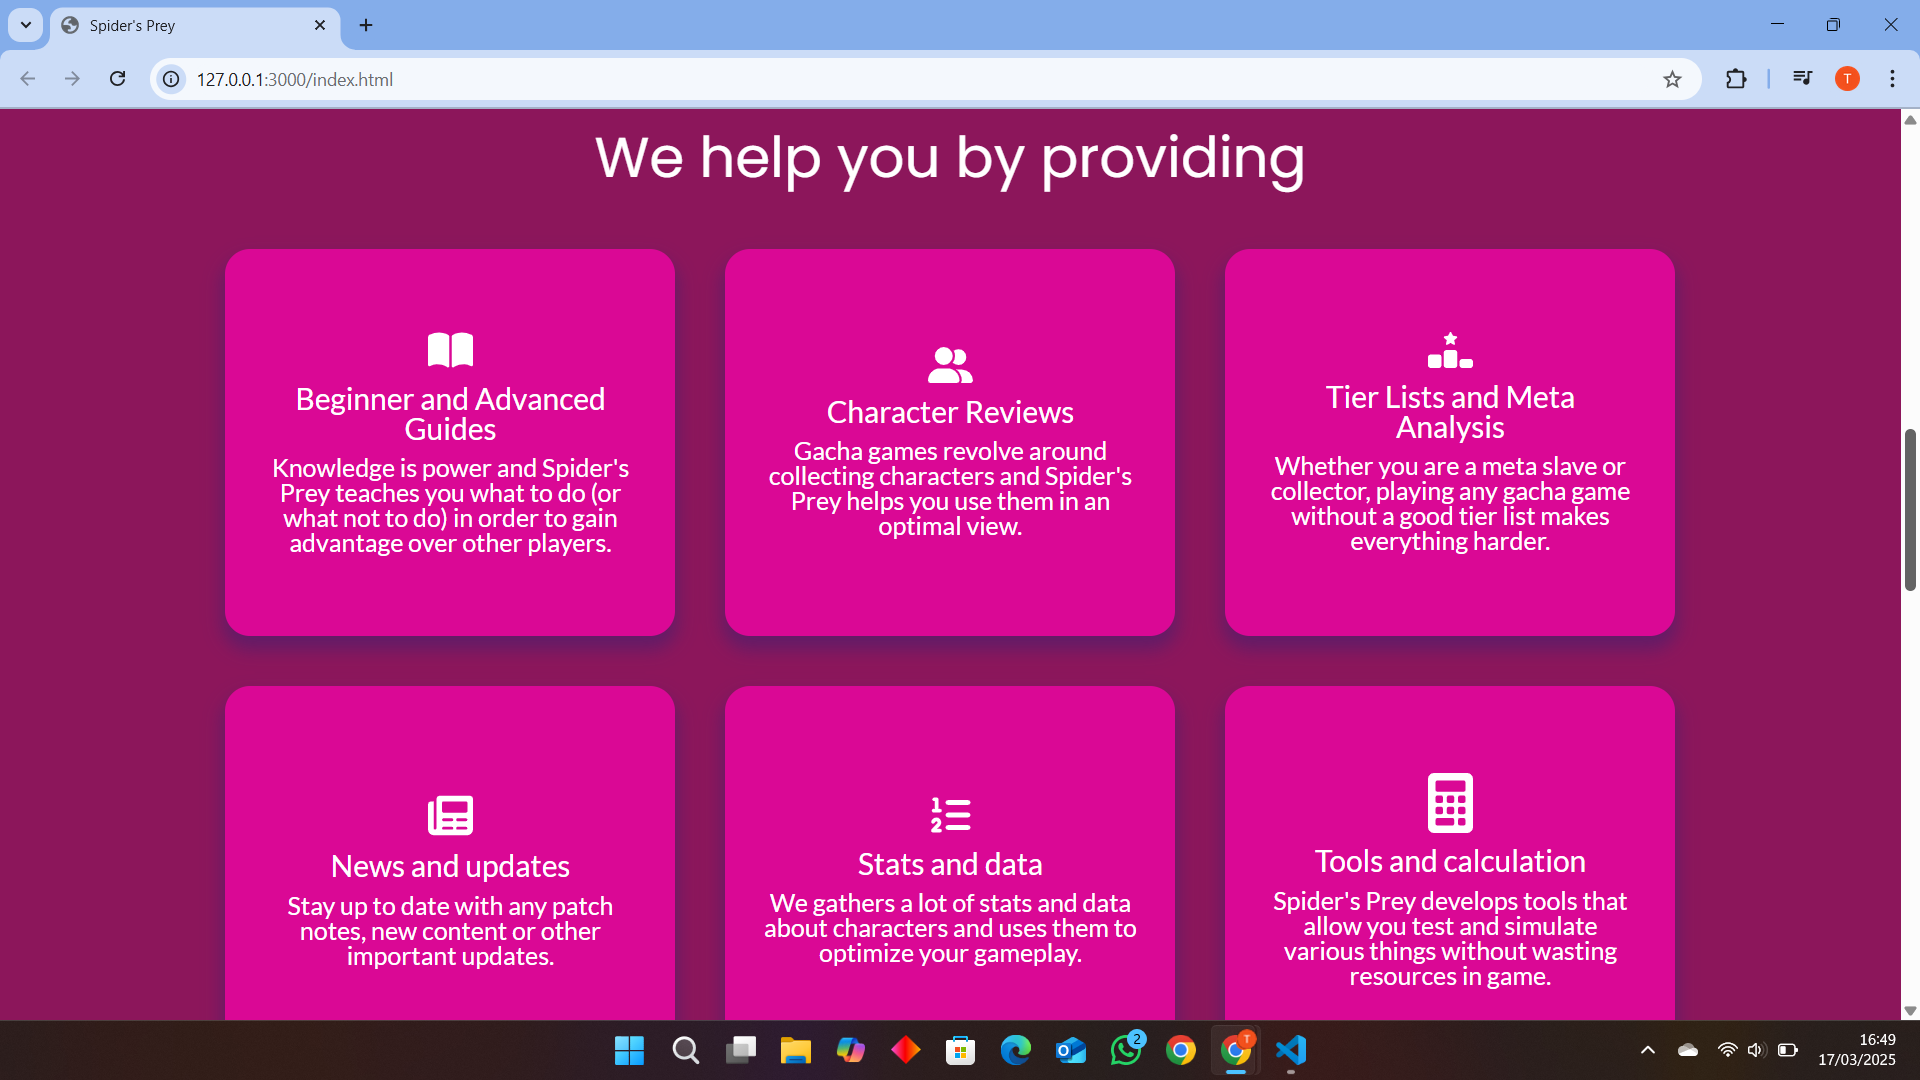 Spider's Prey
127.0.0.1:3000/index.html
T
We help you by providing
Beginner and Advanced
Guides
Knowledge is power and Spider's
Prey teaches you what to do (or
what not to do) in order to gain
advantage over other players.
Character Reviews
Gacha games revolve around
collecting characters and Spider's
Prey helps you use them in an
optimal view.
Tier Lists and Meta
Analysis
Whether you are a meta slave or
collector, playing any gacha game
without a good tier list makes
everything harder.
News and updates
Stay up to date with any patch
notes, new content or other
important updates.
1
2
Stats and data
We gathers a lot of stats and data
about characters and uses them to
optimize your gameplay.
Tools and calculation
Spider's Prey develops tools that
allow you test and simulate
various things without wasting
resources in game.
2
T
16:49
17/03/2025